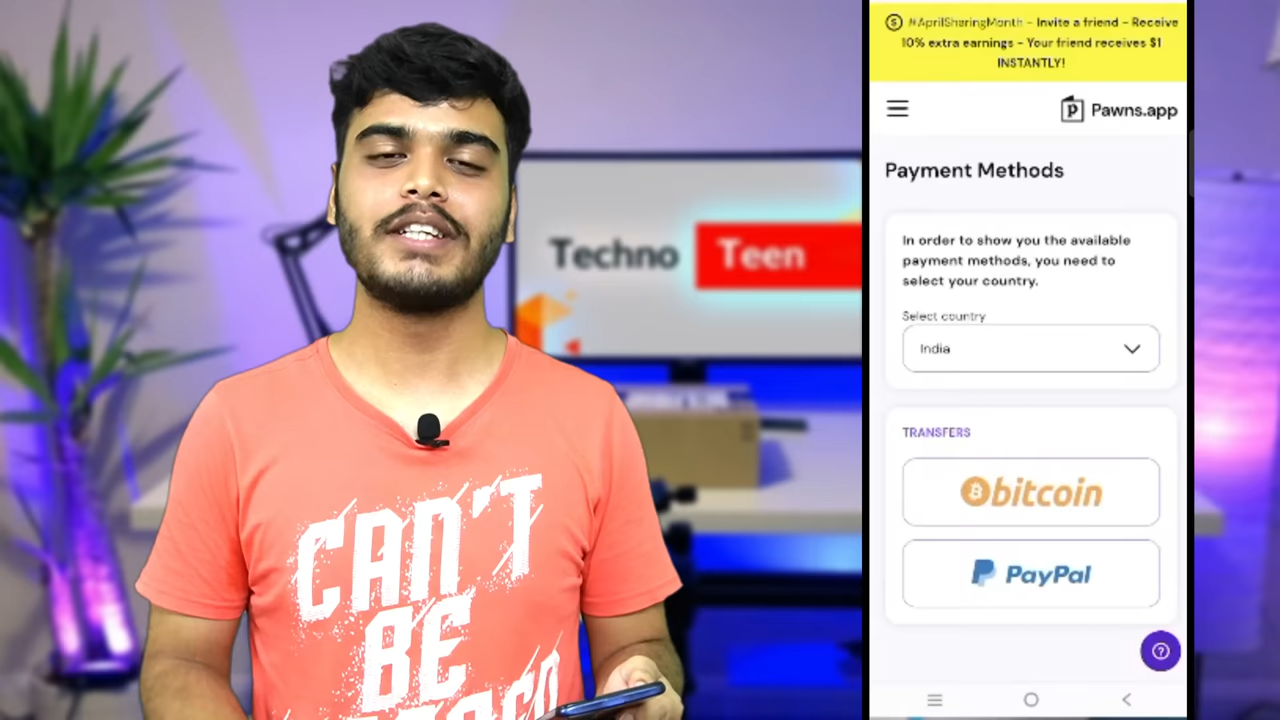 Techno Teen
CAN'T
BE
#AprilSharingMonth - Invite a friend - Receive
10% extra earnings - Your friend receives $1
INSTANTLY!
Pawns.app
Payment Methods
In order to show you the available
payment methods, you need to
select your country.
Select country
India
TRANSFERS
bitcoin
PayPal